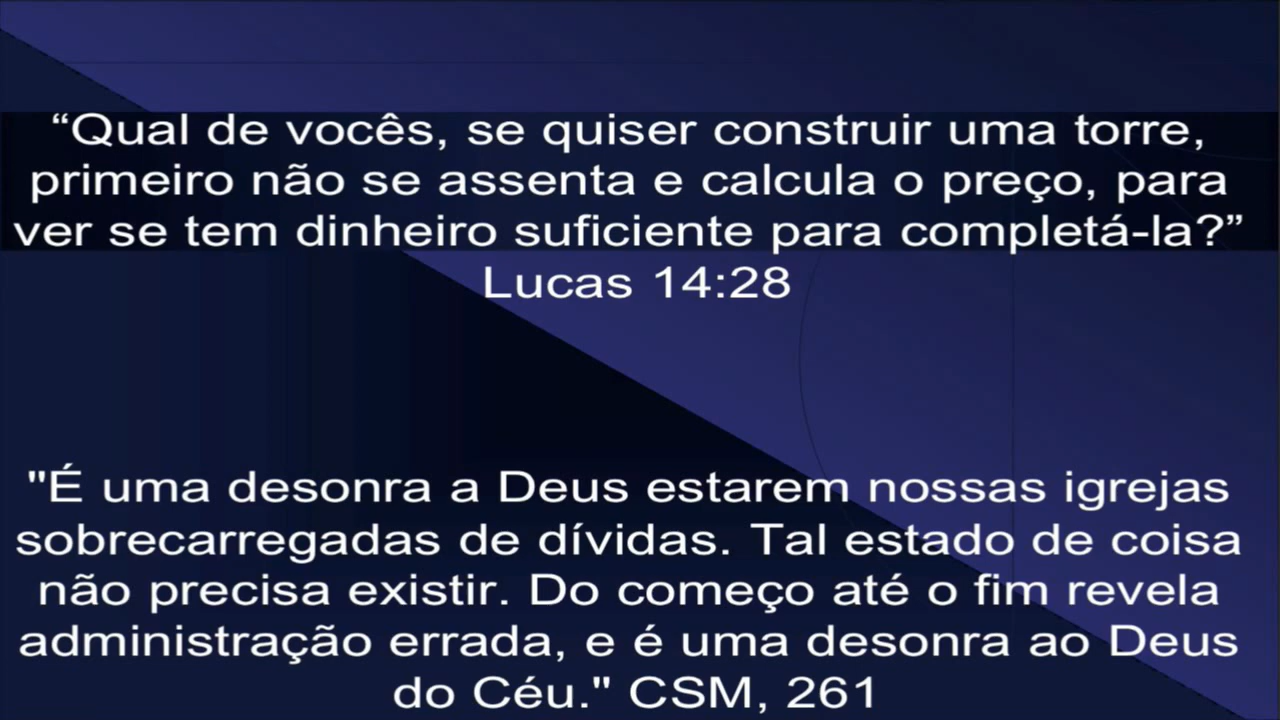 “Qual de vocês, se quiser construir uma torre,
primeiro não se assenta e calcula o preço, para
ver se tem dinheiro suficiente para completá-la?”
Lucas 14:28
"É uma desonra a Deus estarem nossas igrejas
sobrecarregadas de dívidas. Tal estado de coisa
não precisa existir. Do começo até o fim revela
administração errada, e é uma desonra ao Deus
do Céu." CSM, 261